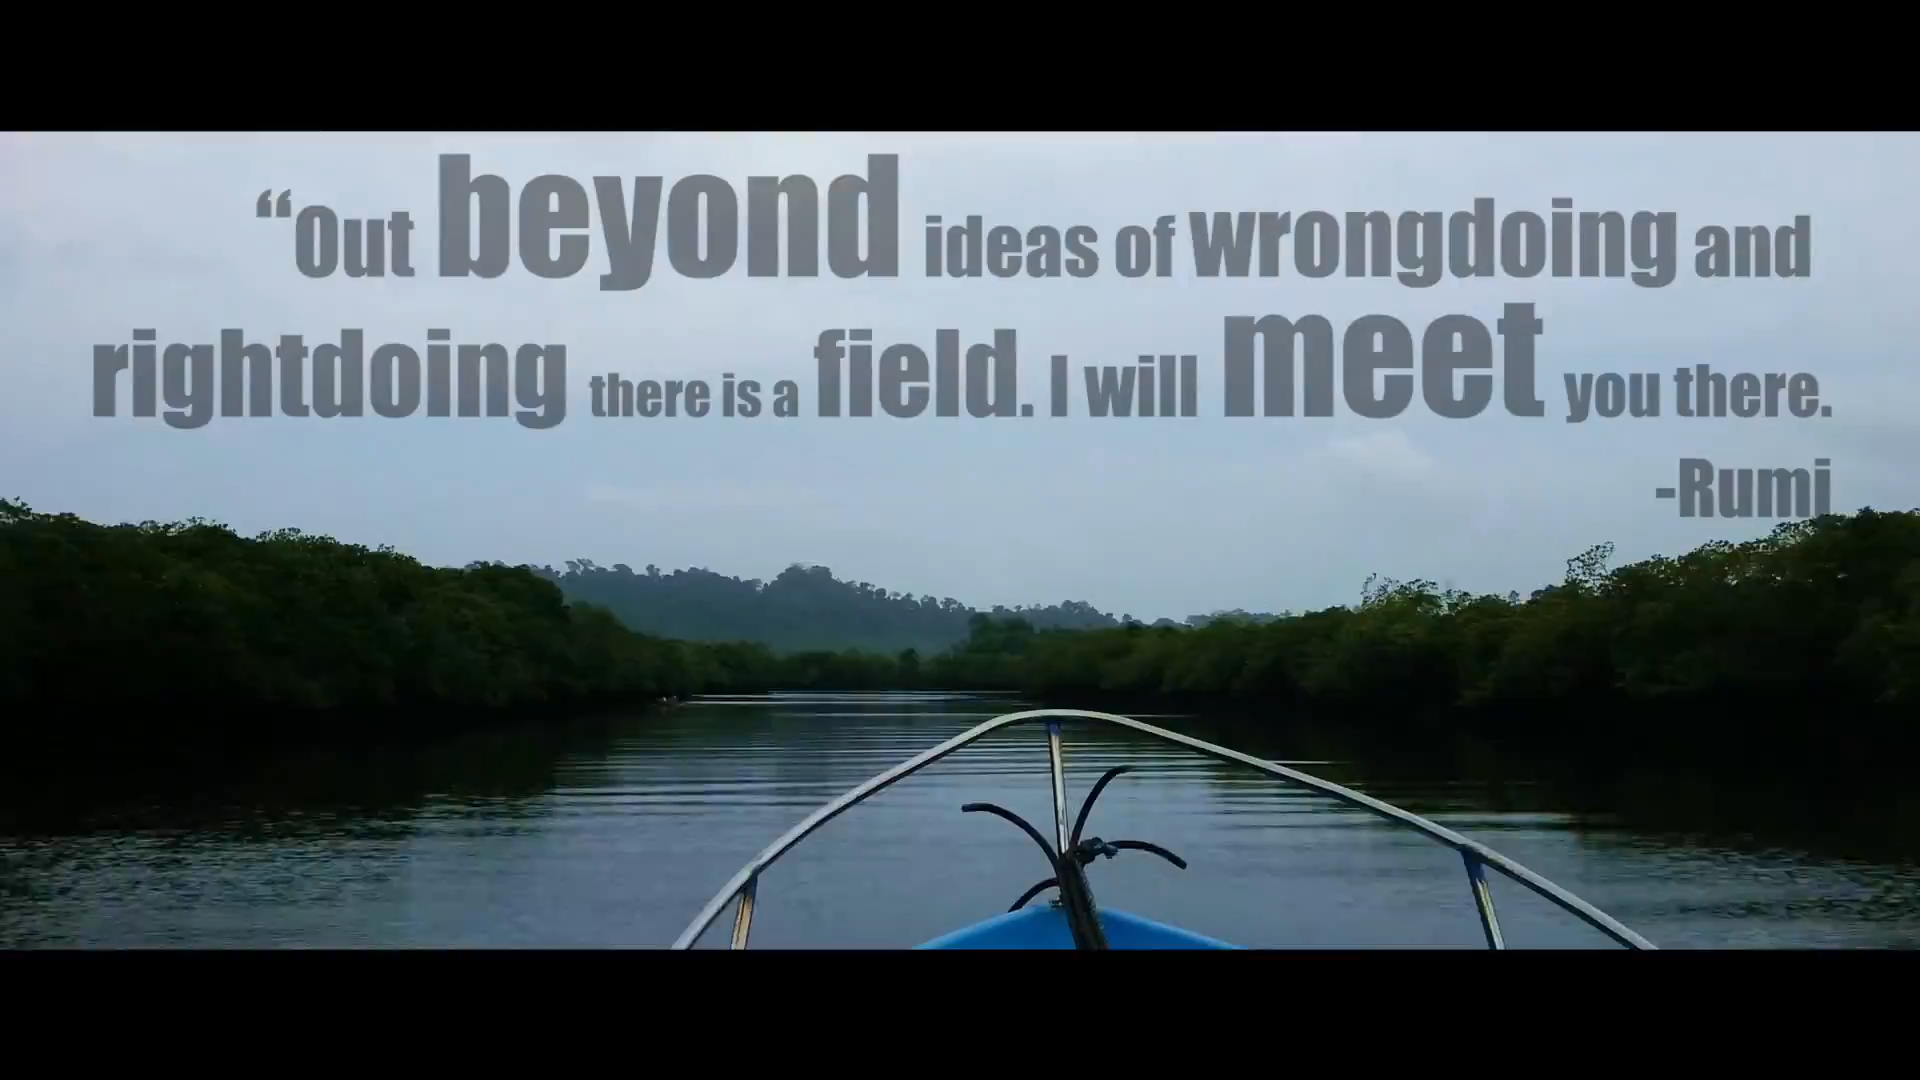 “Out beyond ideas of wrongdoing and
rightdoing there is a field. I will meet you there.
-Rumi